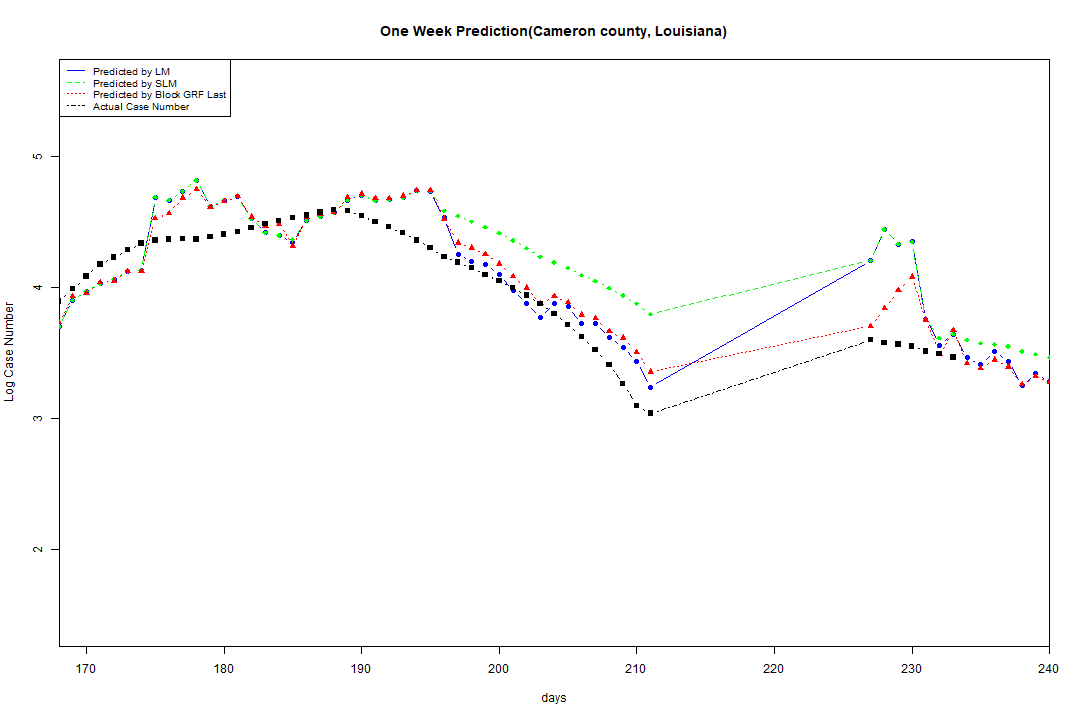 One Week Prediction(Cameron county, Louisiana)
Predicted by LM
Predicted by SLM
Predicted by Block GRF Last
Actual Case Number
5
4
3
2
Log Case Number
170 180 190 200 210 220 230 240
days